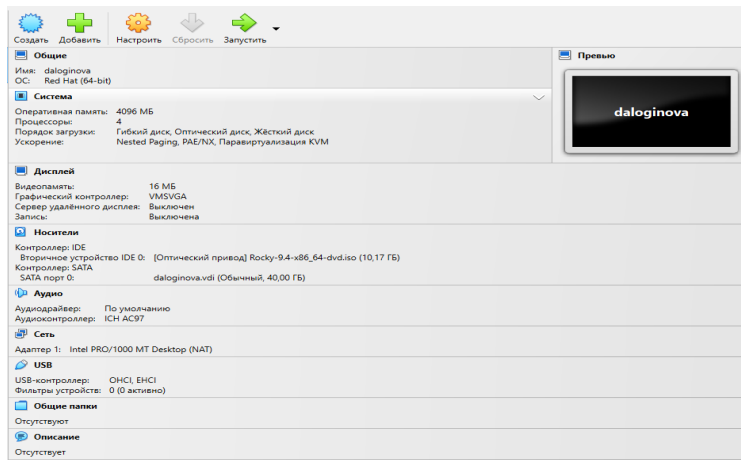 Создать Добавить Настроить Сбросить Запустить
Общие
Имя: daloginova
ОС: Red Hat (64-bit)
Превью
daloginova
Система
Оперативная память: 4096 МБ
Процессоры: 4
Порядок загрузки: Гибкий диск, Оптический диск, Жёсткий диск
Ускорение: Nested Paging, PAE/NX, Паравиртуализация KVM
Дисплей
Видеопамять: 16 МБ
Графический контроллер: VMSVGA
Сервер удалённого дисплея: Выключен
Запись: Выключена
Носители
Контроллер: IDE
Вторичное устройство IDE 0: [Оптический привод] Rocky-9.4-x86_64-dvd.iso (10,17 ГБ)
Контроллер: SATA
SATA порт 0: daloginova.vdi (Обычный, 40,00 ГБ)
Аудио
Аудиодрайвер: По умолчанию
Аудиоконтроллер: ICH AC97
Сеть
Адаптер 1: Intel PRO/1000 MT Desktop (NAT)
USB
USB-контроллер: OHCI, EHCI
Фильтры устройств: 0 (0 активно)
Общие папки
Отсутствуют
Описание
Отсутствует